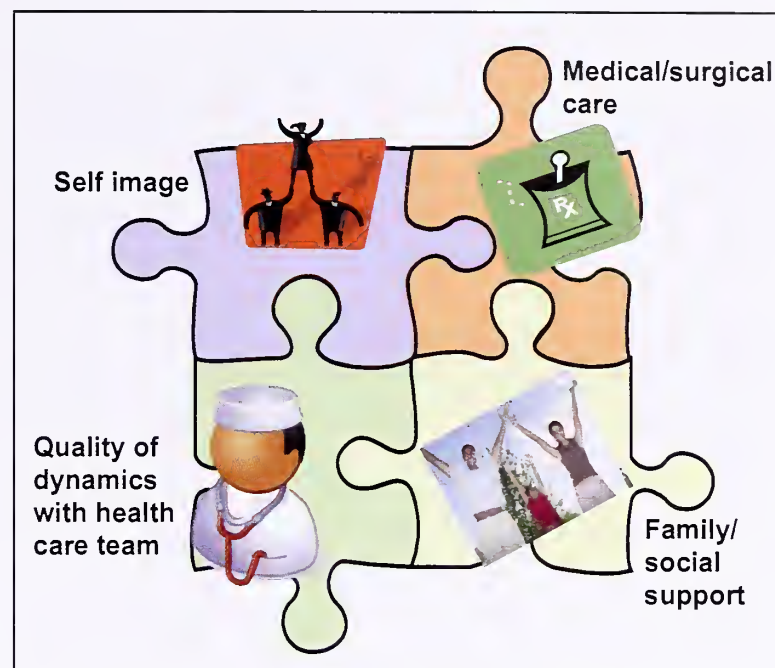 Medical/surgical
care
Self image
Rx
Quality of
dynamics
with health
care team
Family/
social
support